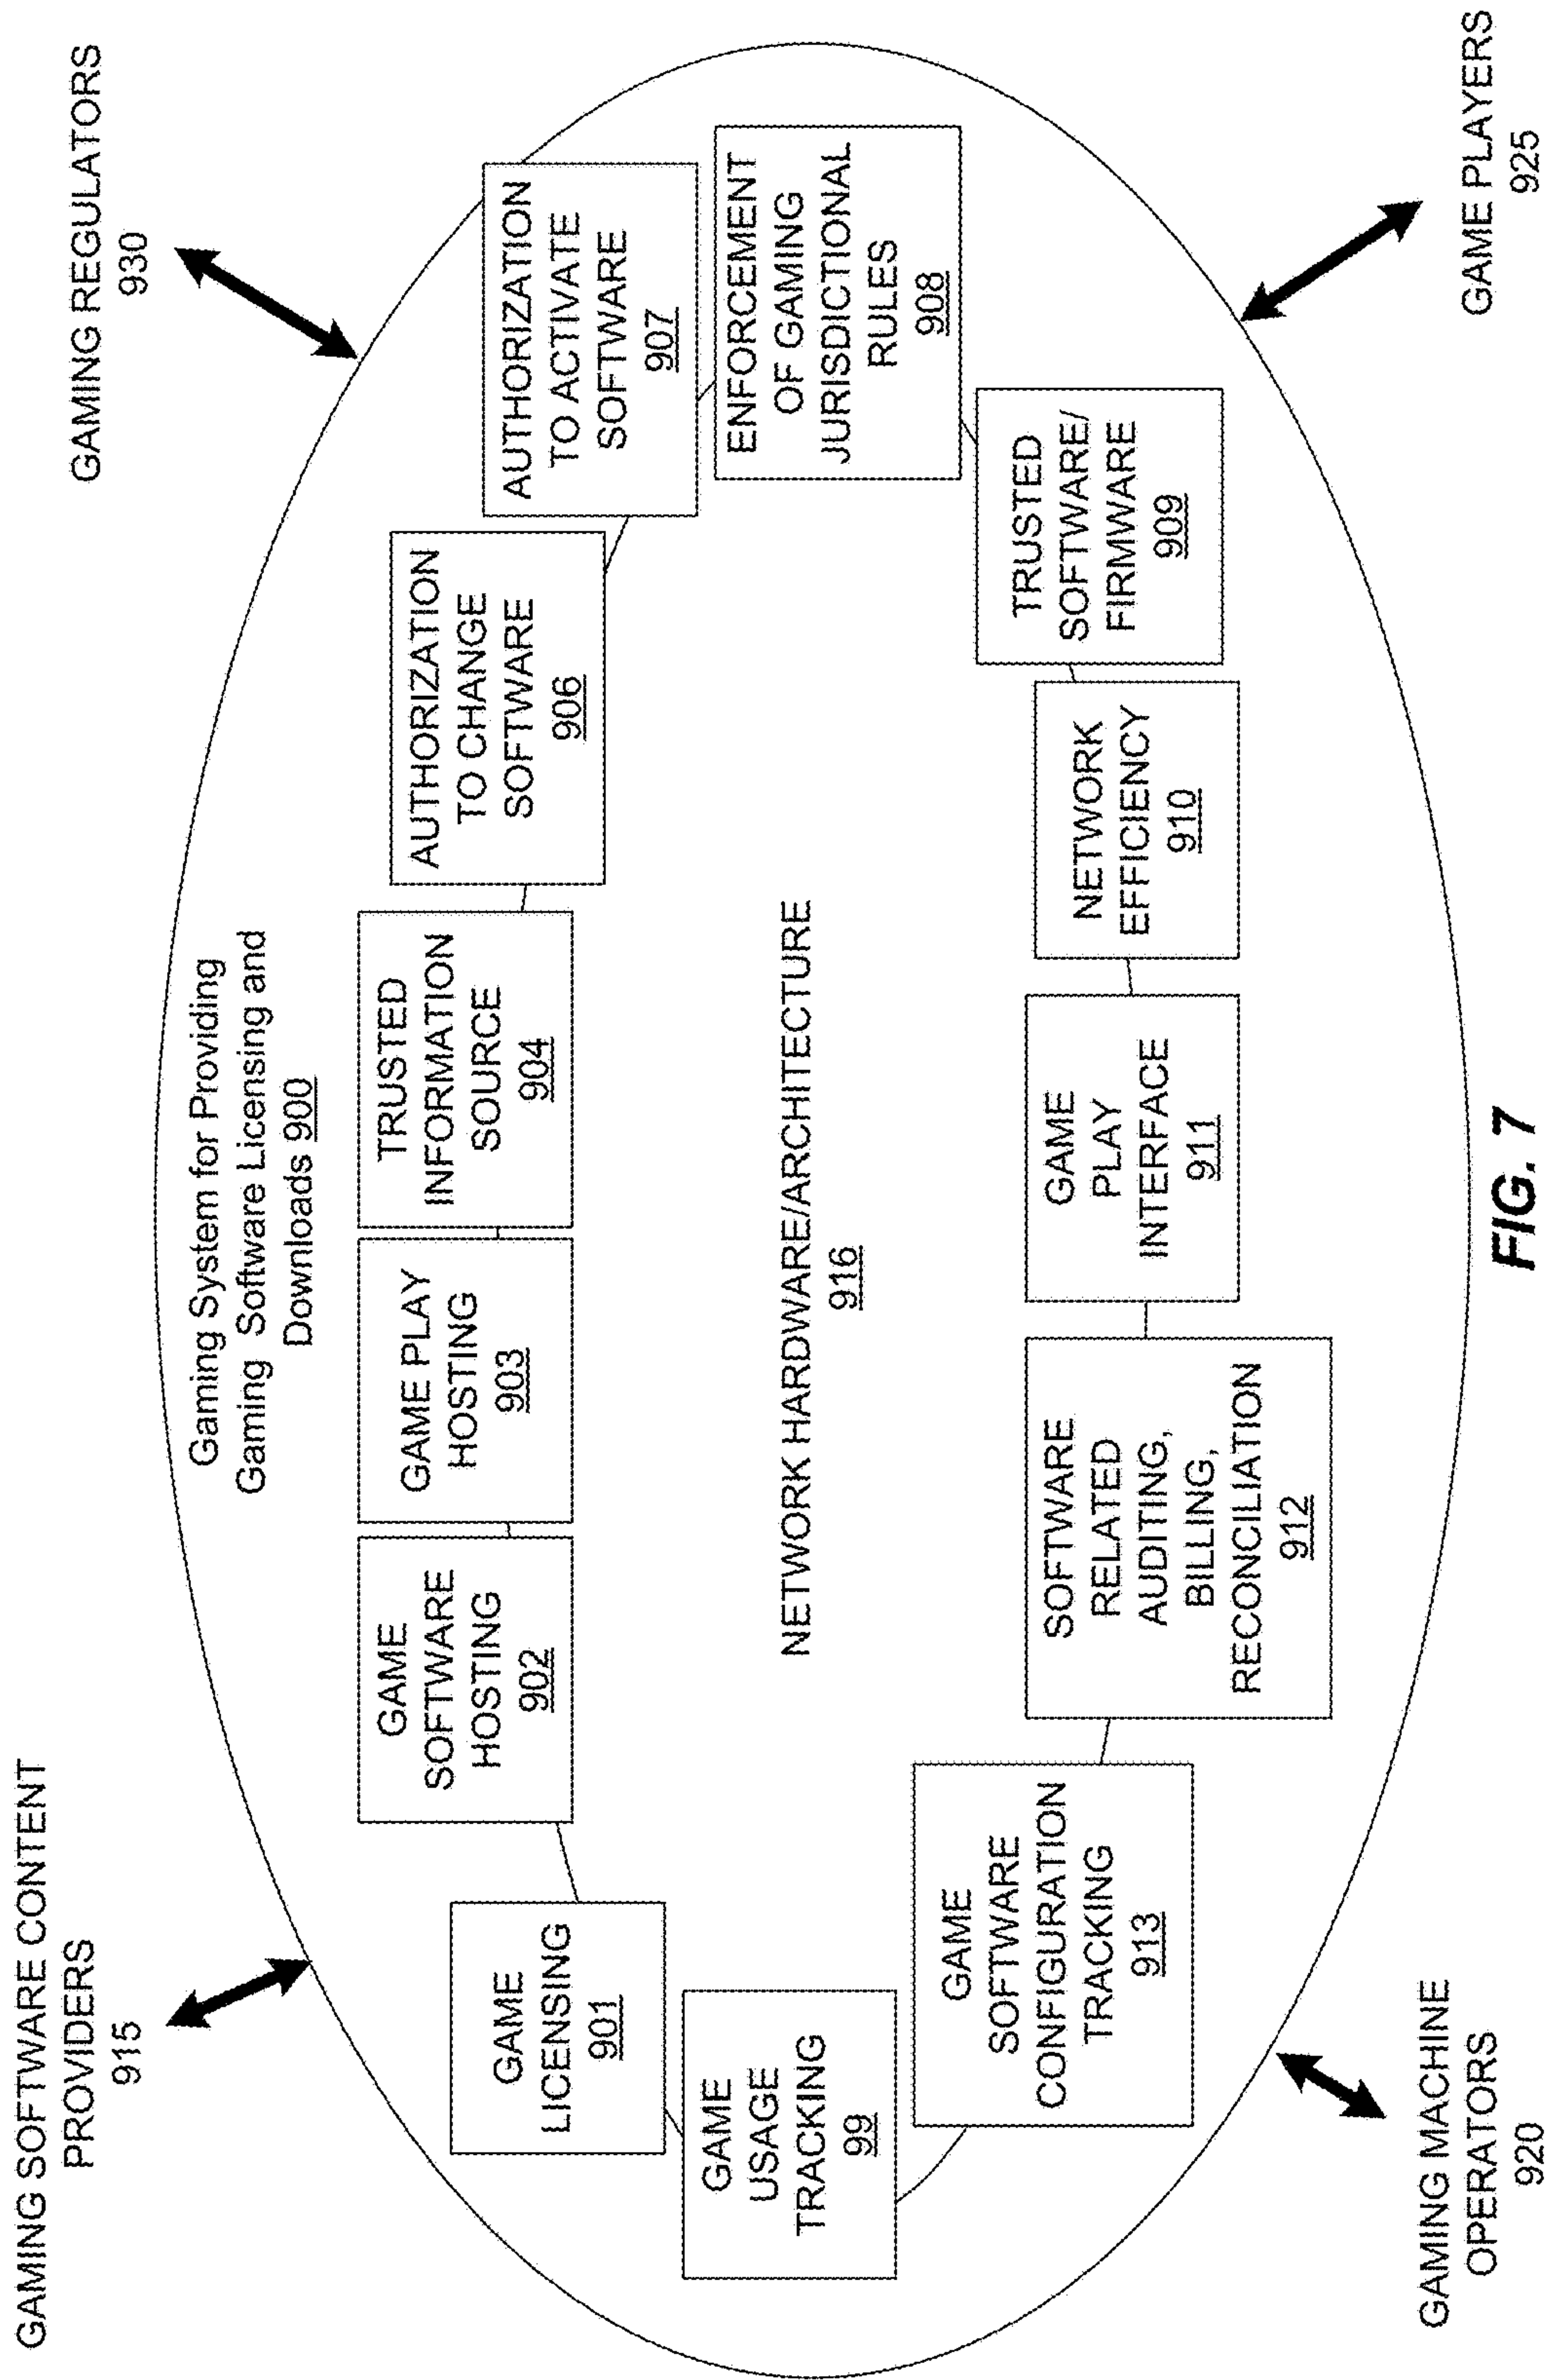 GAMING SOFTWARE CONTENT
PROVIDERS
915
GAMING REGULATORS
930
Gaming System for Providing
Gaming Software Licensing and
Downloads 900
GAME
LICENSING
901
GAME
SOFTWARE
HOSTING
902
GAME PLAY
HOSTING
903
TRUSTED
INFORMATION
SOURCE
904
AUTHORIZATION
TO CHANGE
SOFTWARE
906
AUTHORIZATION
TO ACTIVATE
SOFTWARE
907
ENFORCEMENT
OF GAMING
JURISDICTIONAL
RULES
908
GAME
USAGE
TRACKING
99
NETWORK HARDWARE/ARCHITECTURE
916
GAME
SOFTWARE
CONFIGURATION
TRACKING
913
SOFTWARE
RELATED
AUDITING,
BILLING,
RECONCILIATION
912
GAME
PLAY
INTERFACE
911
NETWORK
EFFICIENCY
910
TRUSTED
SOFTWARE/
FIRMWARE
909
GAMING MACHINE
OPERATORS
920
GAME PLAYERS
925
FIG. 7